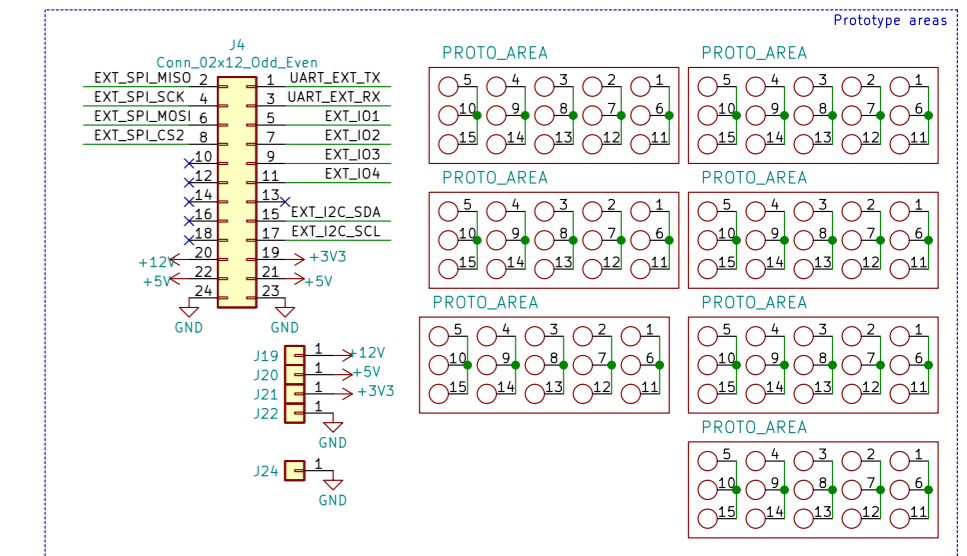 Prototype areas
J4
Conn_02x12_Odd_Even
EXT_SPI_MISO 2 1 UART_EXT_TX
EXT_SPI_SCK 4 3 UART_EXT_RX
EXT_SPI_MOSI 6 5 EXT_IO1
EXT_SPI_CS2 8 7 EXT_IO2
10 9 EXT_IO3
12 11 EXT_IO4
14 13
16 15 EXT_I2C_SDA
18 17 EXT_I2C_SCL
+12V 20 19 +3V3
+5V 22 21 +5V
24 23
GND GND
J19 1 +12V
J20 1 +5V
J21 1 +3V3
J22 1
GND
J24 1
GND
PROTO_AREA
5 4 3 2 1
10 9 8 7 6
15 14 13 12 11
PROTO_AREA
5 4 3 2 1
10 9 8 7 6
15 14 13 12 11
PROTO_AREA
5 4 3 2 1
10 9 8 7 6
15 14 13 12 11
PROTO_AREA
5 4 3 2 1
10 9 8 7 6
15 14 13 12 11
PROTO_AREA
5 4 3 2 1
10 9 8 7 6
15 14 13 12 11
PROTO_AREA
5 4 3 2 1
10 9 8 7 6
15 14 13 12 11
PROTO_AREA
5 4 3 2 1
10 9 8 7 6
15 14 13 12 11